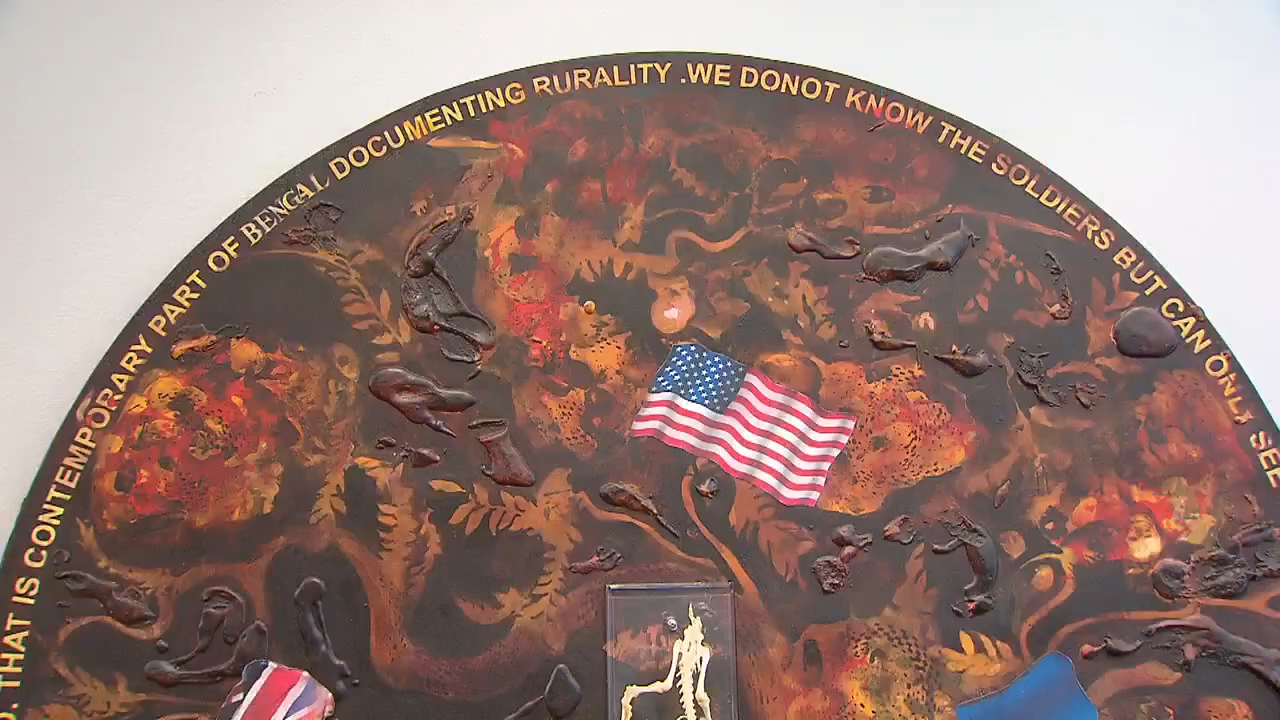 . THAT IS CONTEMPORARY PART OF BENGAL DOCUMENTING RURALITY .WE DONOT KNOW THE SOLDIERS BUT CAN ONLY SEE